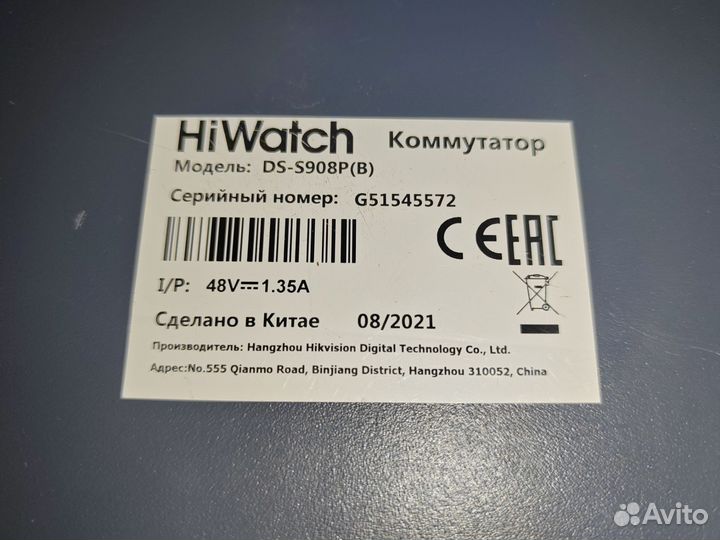 HiWatch Коммутатор
Модель: DS-S908P(B)
Серийный номер: G51545572
CE EAC
I/P: 48V⎓1.35A
Сделано в Китае 08/2021
Производитель: Hangzhou Hikvision Digital Technology Co., Ltd.
Адрес:No.555 Qianmo Road, Binjiang District, Hangzhou 310052, China
Avito